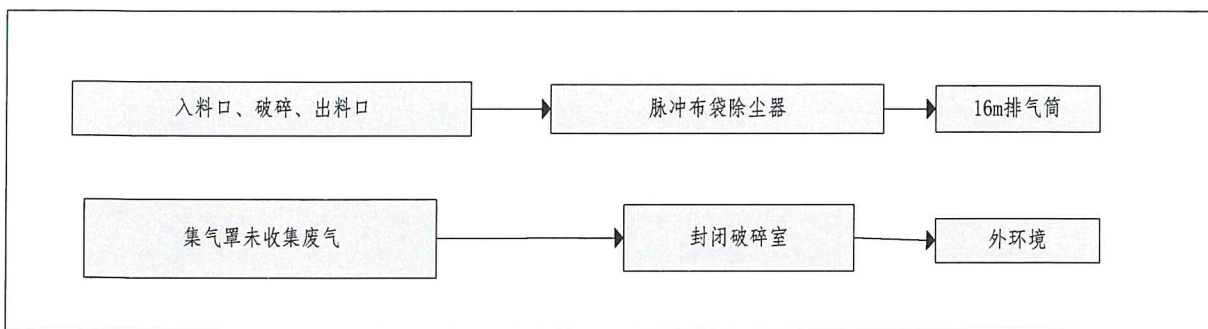 入料口、破碎、出料口
脉冲布袋除尘器
16m排气筒
集气罩未收集废气
封闭破碎室
外环境